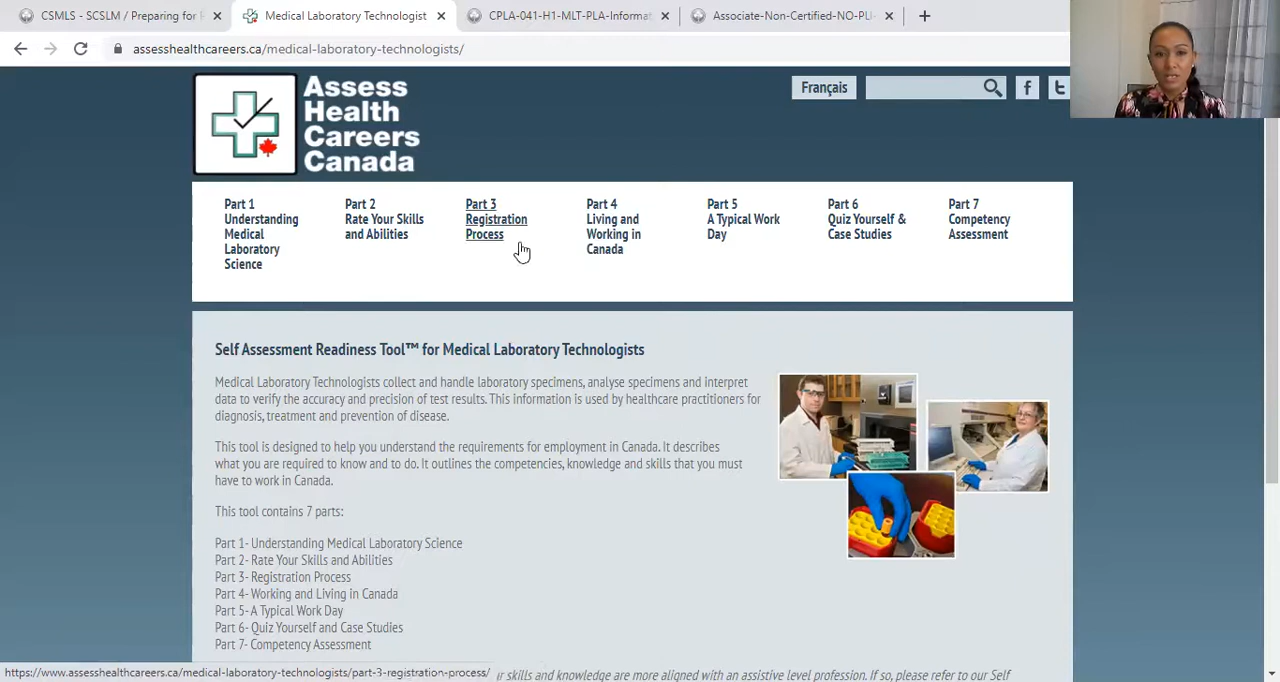 CSMLS - SCSLM / Preparing for
Medical Laboratory Technologist
CPLA-041-H1-MLT-PLA-Informat
Associate-Non-Certified-NO-PU-
assesshealthcareers.ca/medical-laboratory-technologists/
Assess
Health
Careers
Canada
Français
Part 1
Understanding
Medical
Laboratory
Science
Part 2
Rate Your Skills
and Abilities
Part 3
Registration
Process
Part 4
Living and
Working in
Canada
Part 5
A Typical Work
Day
Part 6
Quiz Yourself &
Case Studies
Part 7
Competency
Assessment
Self Assessment Readiness Tool™ for Medical Laboratory Technologists
Medical Laboratory Technologists collect and handle laboratory specimens, analyse specimens and interpret
data to verify the accuracy and precision of test results. This information is used by healthcare practitioners for
diagnosis, treatment and prevention of disease.
This tool is designed to help you understand the requirements for employment in Canada. It describes
what you are required to know and to do. It outlines the competencies, knowledge and skills that you must
have to work in Canada.
This tool contains 7 parts:
Part 1- Understanding Medical Laboratory Science
Part 2- Rate Your Skills and Abilities
Part 3- Registration Process
Part 4- Working and Living in Canada
Part 5- A Typical Work Day
Part 6- Quiz Yourself and Case Studies
Part 7- Competency Assessment
https://www.assesshealthcareers.ca/medical-laboratory-technologists/part-3-registration-process/
r skills and knowledge are more aligned with an assistive level profession. If so, please refer to our Self